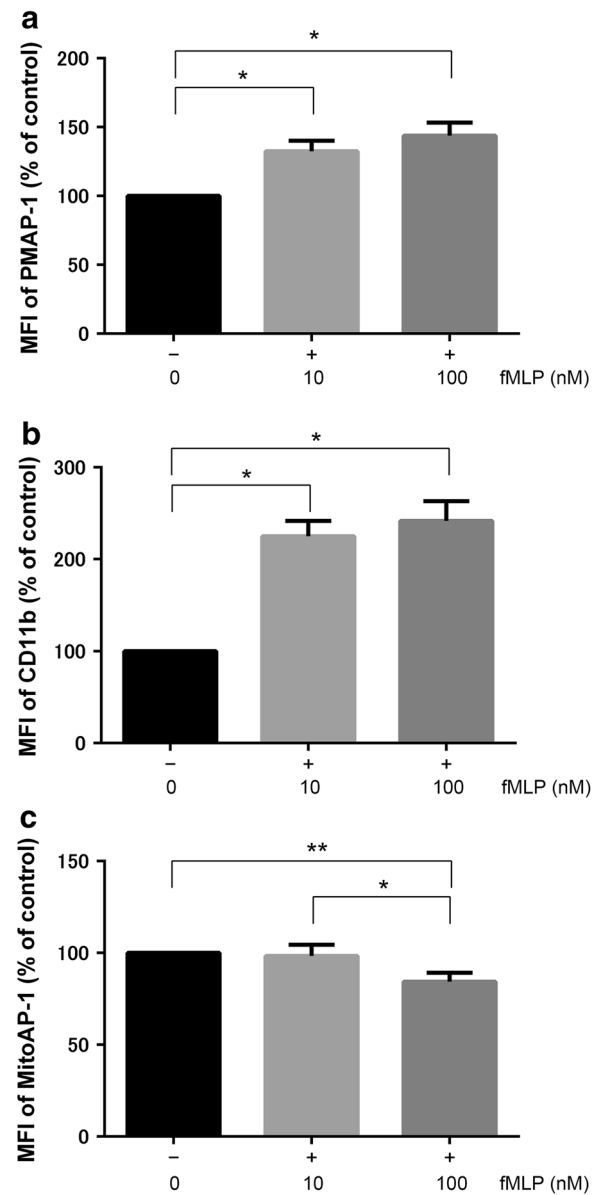 a
MFI of PMAP-1 (% of control)
200
150
100
50
0
*
*
− + +
0 10 100 fMLP (nM)
b
MFI of CD11b (% of control)
300
200
100
0
*
*
− + +
0 10 100 fMLP (nM)
c
MFI of MitoAP-1 (% of control)
150
100
50
0
**
*
− + +
0 10 100 fMLP (nM)